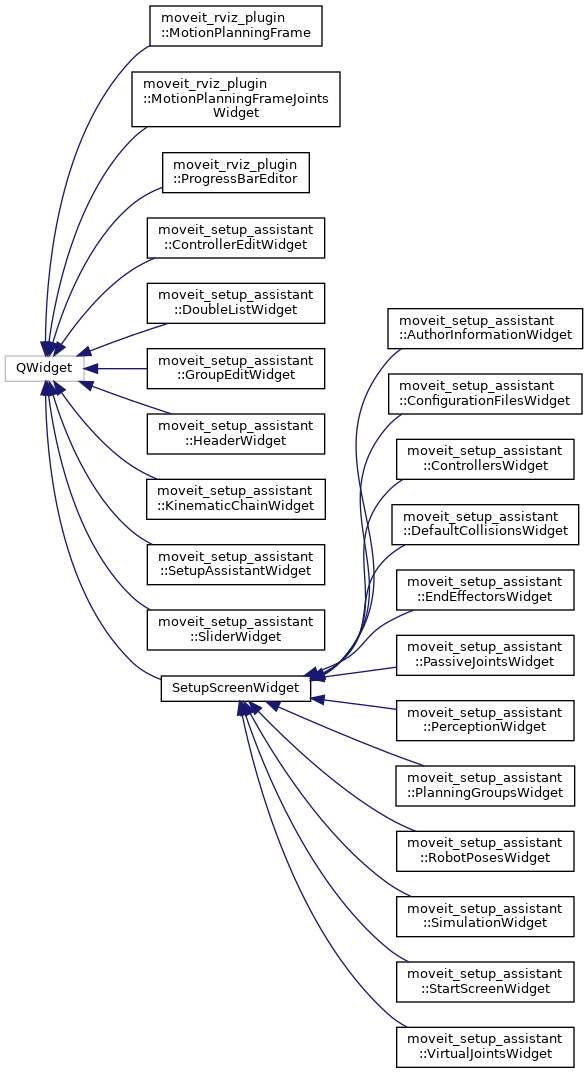 moveit_rviz_plugin
::MotionPlanningFrame
moveit_rviz_plugin
::MotionPlanningFrameJoints
Widget
moveit_rviz_plugin
::ProgressBarEditor
moveit_setup_assistant
::ControllerEditWidget
moveit_setup_assistant
::DoubleListWidget
QWidget
moveit_setup_assistant
::GroupEditWidget
moveit_setup_assistant
::HeaderWidget
moveit_setup_assistant
::KinematicChainWidget
moveit_setup_assistant
::SetupAssistantWidget
moveit_setup_assistant
::SliderWidget
SetupScreenWidget
moveit_setup_assistant
::AuthorInformationWidget
moveit_setup_assistant
::ConfigurationFilesWidget
moveit_setup_assistant
::ControllersWidget
moveit_setup_assistant
::DefaultCollisionsWidget
moveit_setup_assistant
::EndEffectorsWidget
moveit_setup_assistant
::PassiveJointsWidget
moveit_setup_assistant
::PerceptionWidget
moveit_setup_assistant
::PlanningGroupsWidget
moveit_setup_assistant
::RobotPosesWidget
moveit_setup_assistant
::SimulationWidget
moveit_setup_assistant
::StartScreenWidget
moveit_setup_assistant
::VirtualJointsWidget